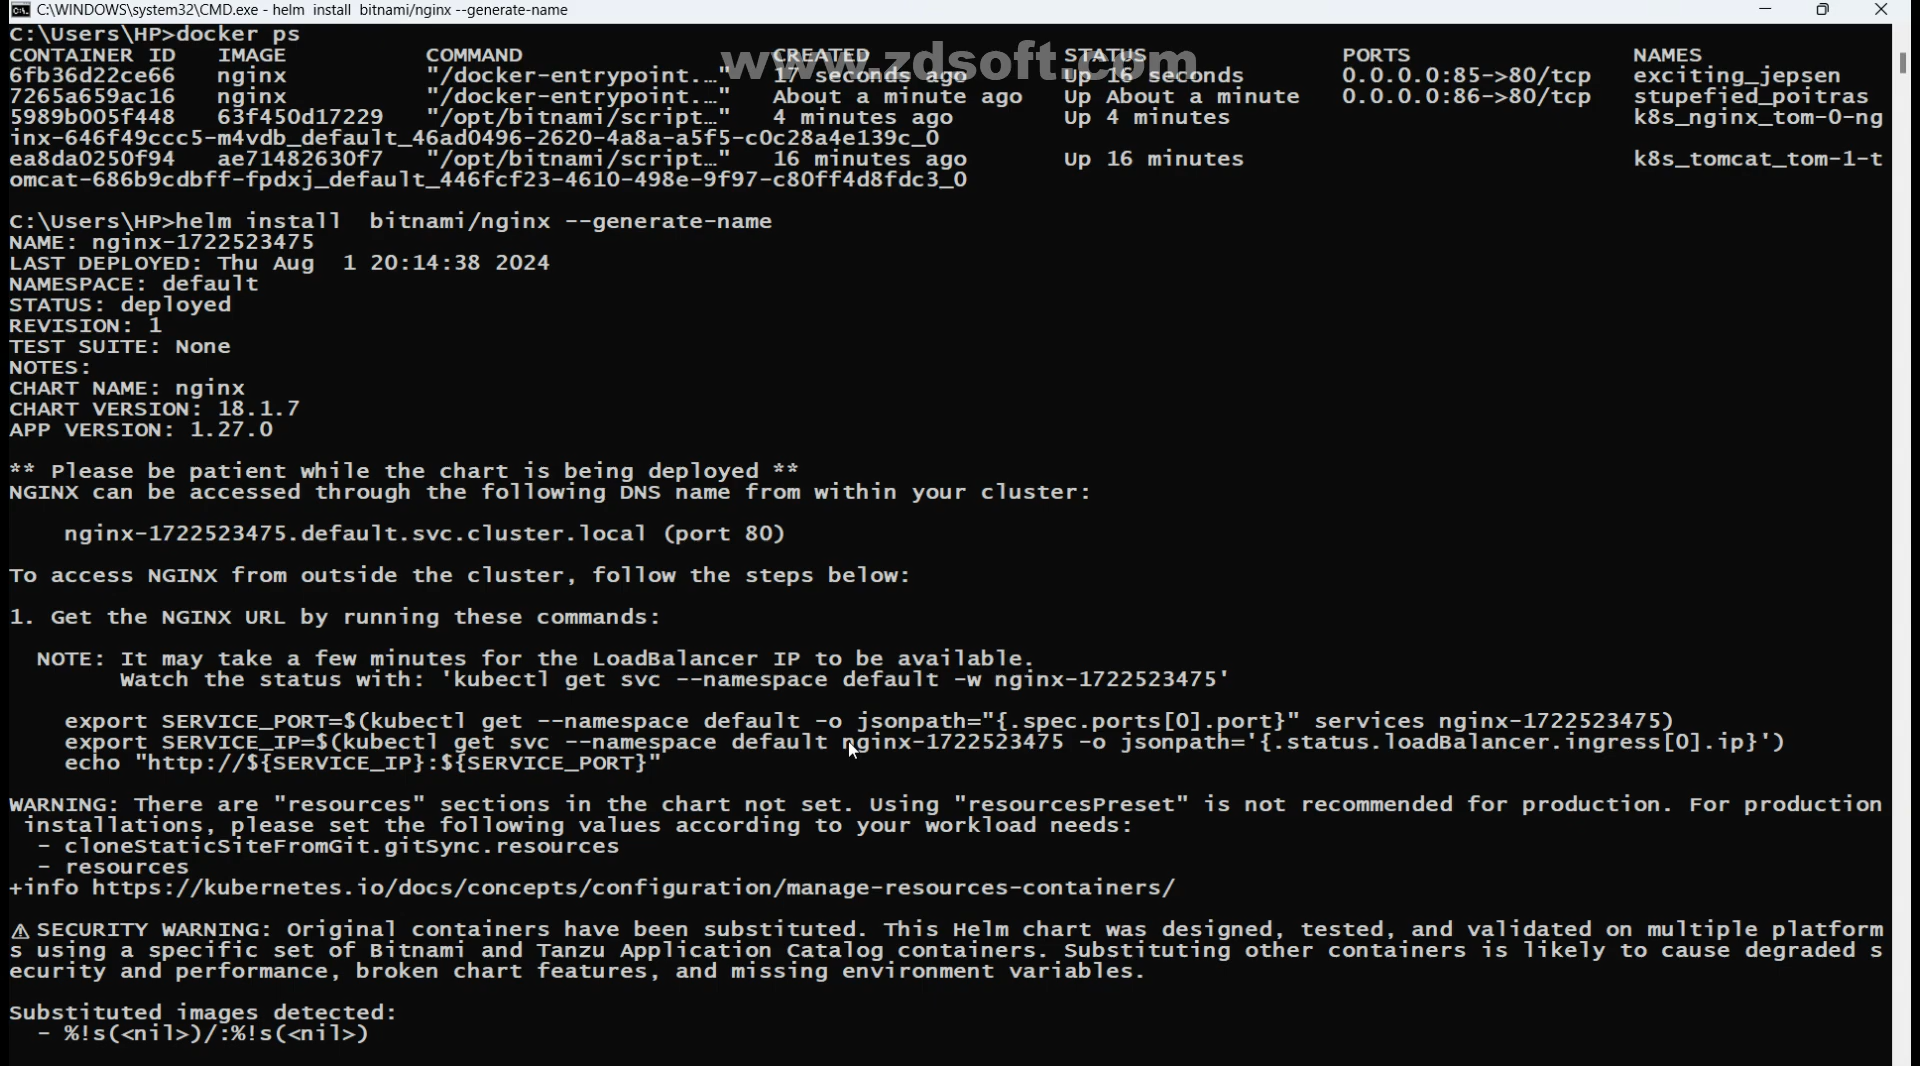 C:\WINDOWS\system32\CMD.exe - helm  install  bitnami/nginx --generate-name
C:\Users\HP>docker ps
CONTAINER ID   IMAGE          COMMAND                  CREATED              STATUS              PORTS                NAMES
6fb36d22ce66   nginx          "/docker-entrypoint.…"   17 seconds ago       Up 16 seconds       0.0.0.0:85->80/tcp   exciting_jepsen
7265a659ac16   nginx          "/docker-entrypoint.…"   About a minute ago   Up About a minute   0.0.0.0:86->80/tcp   stupefied_poitras
5989b005f448   63f450d17229   "/opt/bitnami/script…"   4 minutes ago        Up 4 minutes                             k8s_nginx_tom-0-ng
inx-646f49ccc5-m4vdb_default_46ad0496-2620-4a8a-a5f5-c0c28a4e139c_0
ea8da0250f94   ae71482630f7   "/opt/bitnami/script…"   16 minutes ago       Up 16 minutes                            k8s_tomcat_tom-1-t
omcat-686b9cdbff-fpdxj_default_446fcf23-4610-498e-9f97-c80ff4d8fdc3_0
www.zdsoft.com
C:\Users\HP>helm install  bitnami/nginx --generate-name
NAME: nginx-1722523475
LAST DEPLOYED: Thu Aug  1 20:14:38 2024
NAMESPACE: default
STATUS: deployed
REVISION: 1
TEST SUITE: None
NOTES:
CHART NAME: nginx
CHART VERSION: 18.1.7
APP VERSION: 1.27.0
** Please be patient while the chart is being deployed **
NGINX can be accessed through the following DNS name from within your cluster:
nginx-1722523475.default.svc.cluster.local (port 80)
To access NGINX from outside the cluster, follow the steps below:
1. Get the NGINX URL by running these commands:
NOTE: It may take a few minutes for the LoadBalancer IP to be available.
Watch the status with: 'kubectl get svc --namespace default -w nginx-1722523475'
export SERVICE_PORT=$(kubectl get --namespace default -o jsonpath="{.spec.ports[0].port}" services nginx-1722523475)
export SERVICE_IP=$(kubectl get svc --namespace default nginx-1722523475 -o jsonpath='{.status.loadBalancer.ingress[0].ip}')
echo "http://${SERVICE_IP}:${SERVICE_PORT}"
WARNING: There are "resources" sections in the chart not set. Using "resourcesPreset" is not recommended for production. For production
installations, please set the following values according to your workload needs:
- cloneStaticSiteFromGit.gitSync.resources
- resources
+info https://kubernetes.io/docs/concepts/configuration/manage-resources-containers/
⚠ SECURITY WARNING: Original containers have been substituted. This Helm chart was designed, tested, and validated on multiple platform
s using a specific set of Bitnami and Tanzu Application Catalog containers. Substituting other containers is likely to cause degraded s
ecurity and performance, broken chart features, and missing environment variables.
Substituted images detected:
- %!s(<nil>)/:%!s(<nil>)